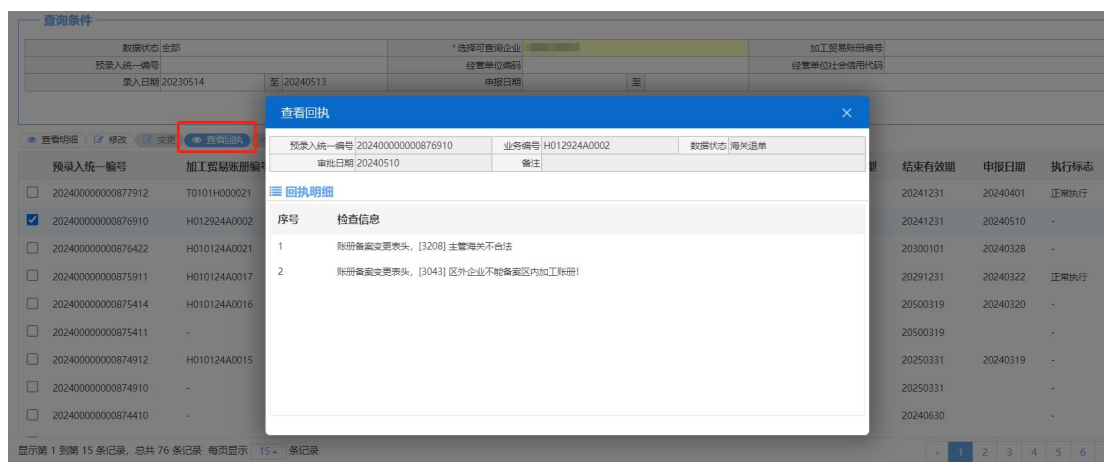 查询条件
数据状态 全部 *选择可查询企业 加工贸易账册编号
预录入统一编号 经营单位编码 经营单位社会信用代码
录入日期 20230514 至 20240513 申报日期 至
查看明细 修改 变更 查看回执
预录入统一编号 加工贸易账册编号 型 结束有效期 申报日期 执行标志
202400000000877912 T0101H000021 20241231 20240401 正常执行
202400000000876910 H012924A0002 20241231 20240510 -
202400000000876422 H010124A0021 20300101 20240328 -
202400000000875911 H010124A0017 20291231 20240322 正常执行
202400000000875414 H010124A0016 20500319 20240320 -
202400000000875411 - 20500319 -
202400000000874912 H010124A0015 20250331 20240319 -
202400000000874910 - 20250331 -
202400000000874410 - 20240630 -
显示第 1 到第 15 条记录，总共 76 条记录 每页显示 15 条记录
‹ 1 2 3 4 5 6
查看回执 ×
预录入统一编号 202400000000876910 业务编号 H012924A0002 数据状态 海关退单
审批日期 20240510 备注
回执明细
序号 检查信息
1 账册备案变更表头，[3208] 主管海关不合法
2 账册备案变更表头，[3043] 区外企业不能备案区内加工账册!